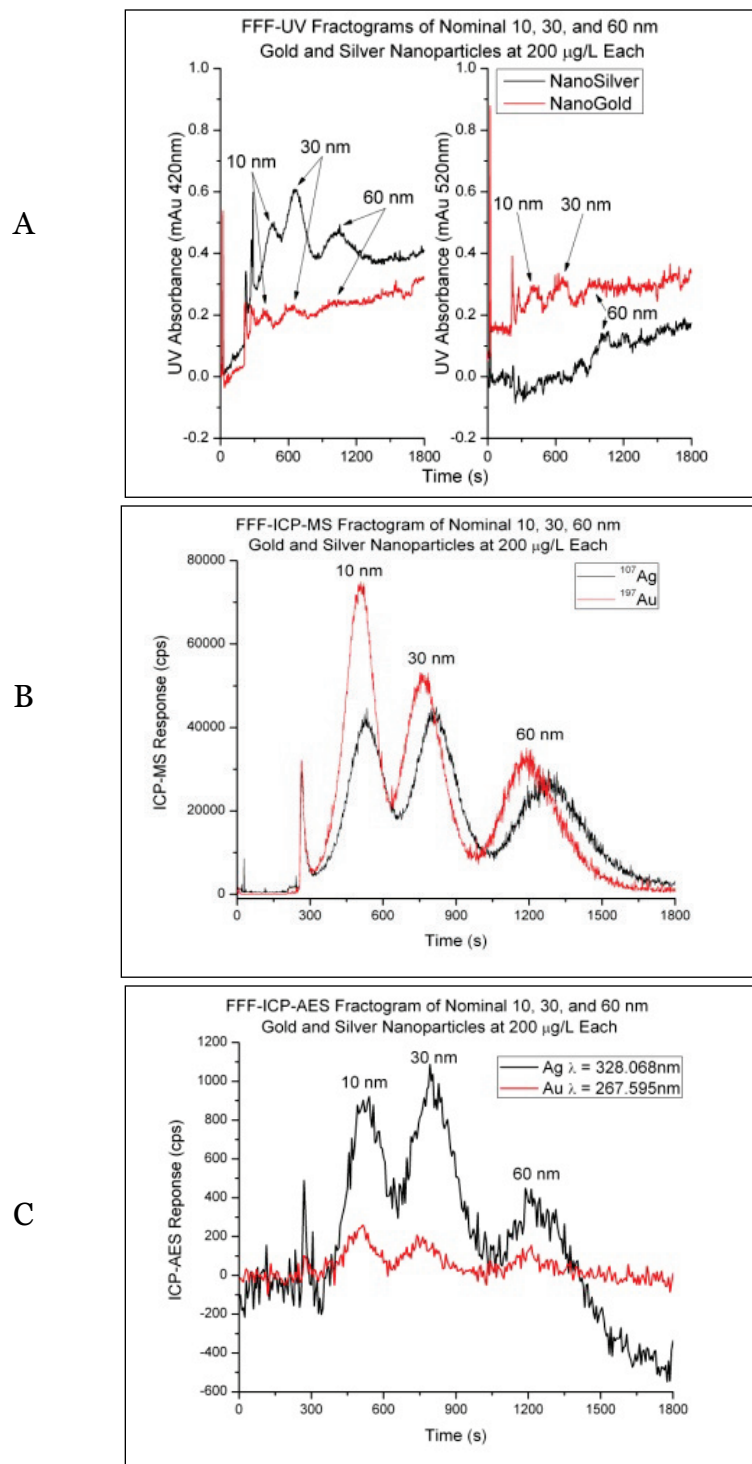 A
FFF-UV Fractograms of Nominal 10, 30, and 60 nm
Gold and Silver Nanoparticles at 200 μg/L Each
NanoSilver
NanoGold
UV Absorbance (mAu 420nm)
1.0
0.8
0.6
0.4
0.2
0.0
-0.2
10 nm
30 nm
60 nm
0 600 1200 1800
UV Absorbance (mAu 520nm)
1.0
0.8
0.6
0.4
0.2
0.0
-0.2
10 nm
30 nm
60 nm
0 600 1200 1800
Time (s)
B
FFF-ICP-MS Fractogram of Nominal 10, 30, 60 nm
Gold and Silver Nanoparticles at 200 μg/L Each
107Ag
197Au
ICP-MS Response (cps)
80000
60000
40000
20000
0
10 nm
30 nm
60 nm
0 300 600 900 1200 1500 1800
Time (s)
C
FFF-ICP-AES Fractogram of Nominal 10, 30, and 60 nm
Gold and Silver Nanoparticles at 200 μg/L Each
Ag λ = 328.068nm
Au λ = 267.595nm
ICP-AES Reponse (cps)
1200
1000
800
600
400
200
0
-200
-400
-600
10 nm
30 nm
60 nm
0 300 600 900 1200 1500 1800
Time (s)